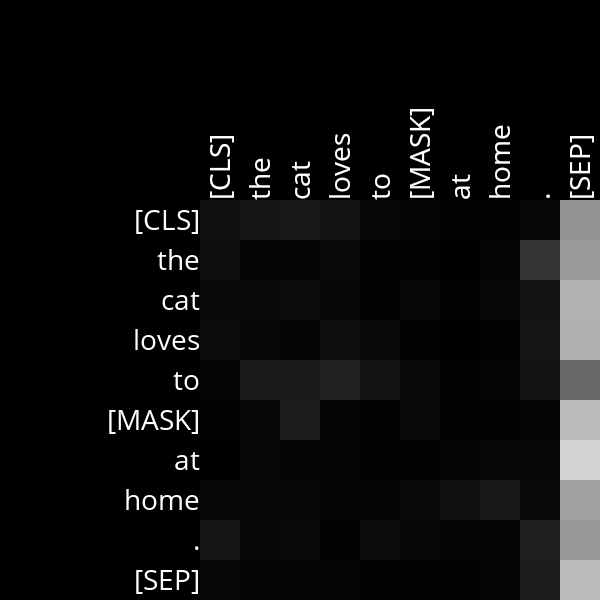 [CLS] the cat loves to [MASK] at home . [SEP]
[CLS]
the
cat
loves
to
[MASK]
at
home
.
[SEP]